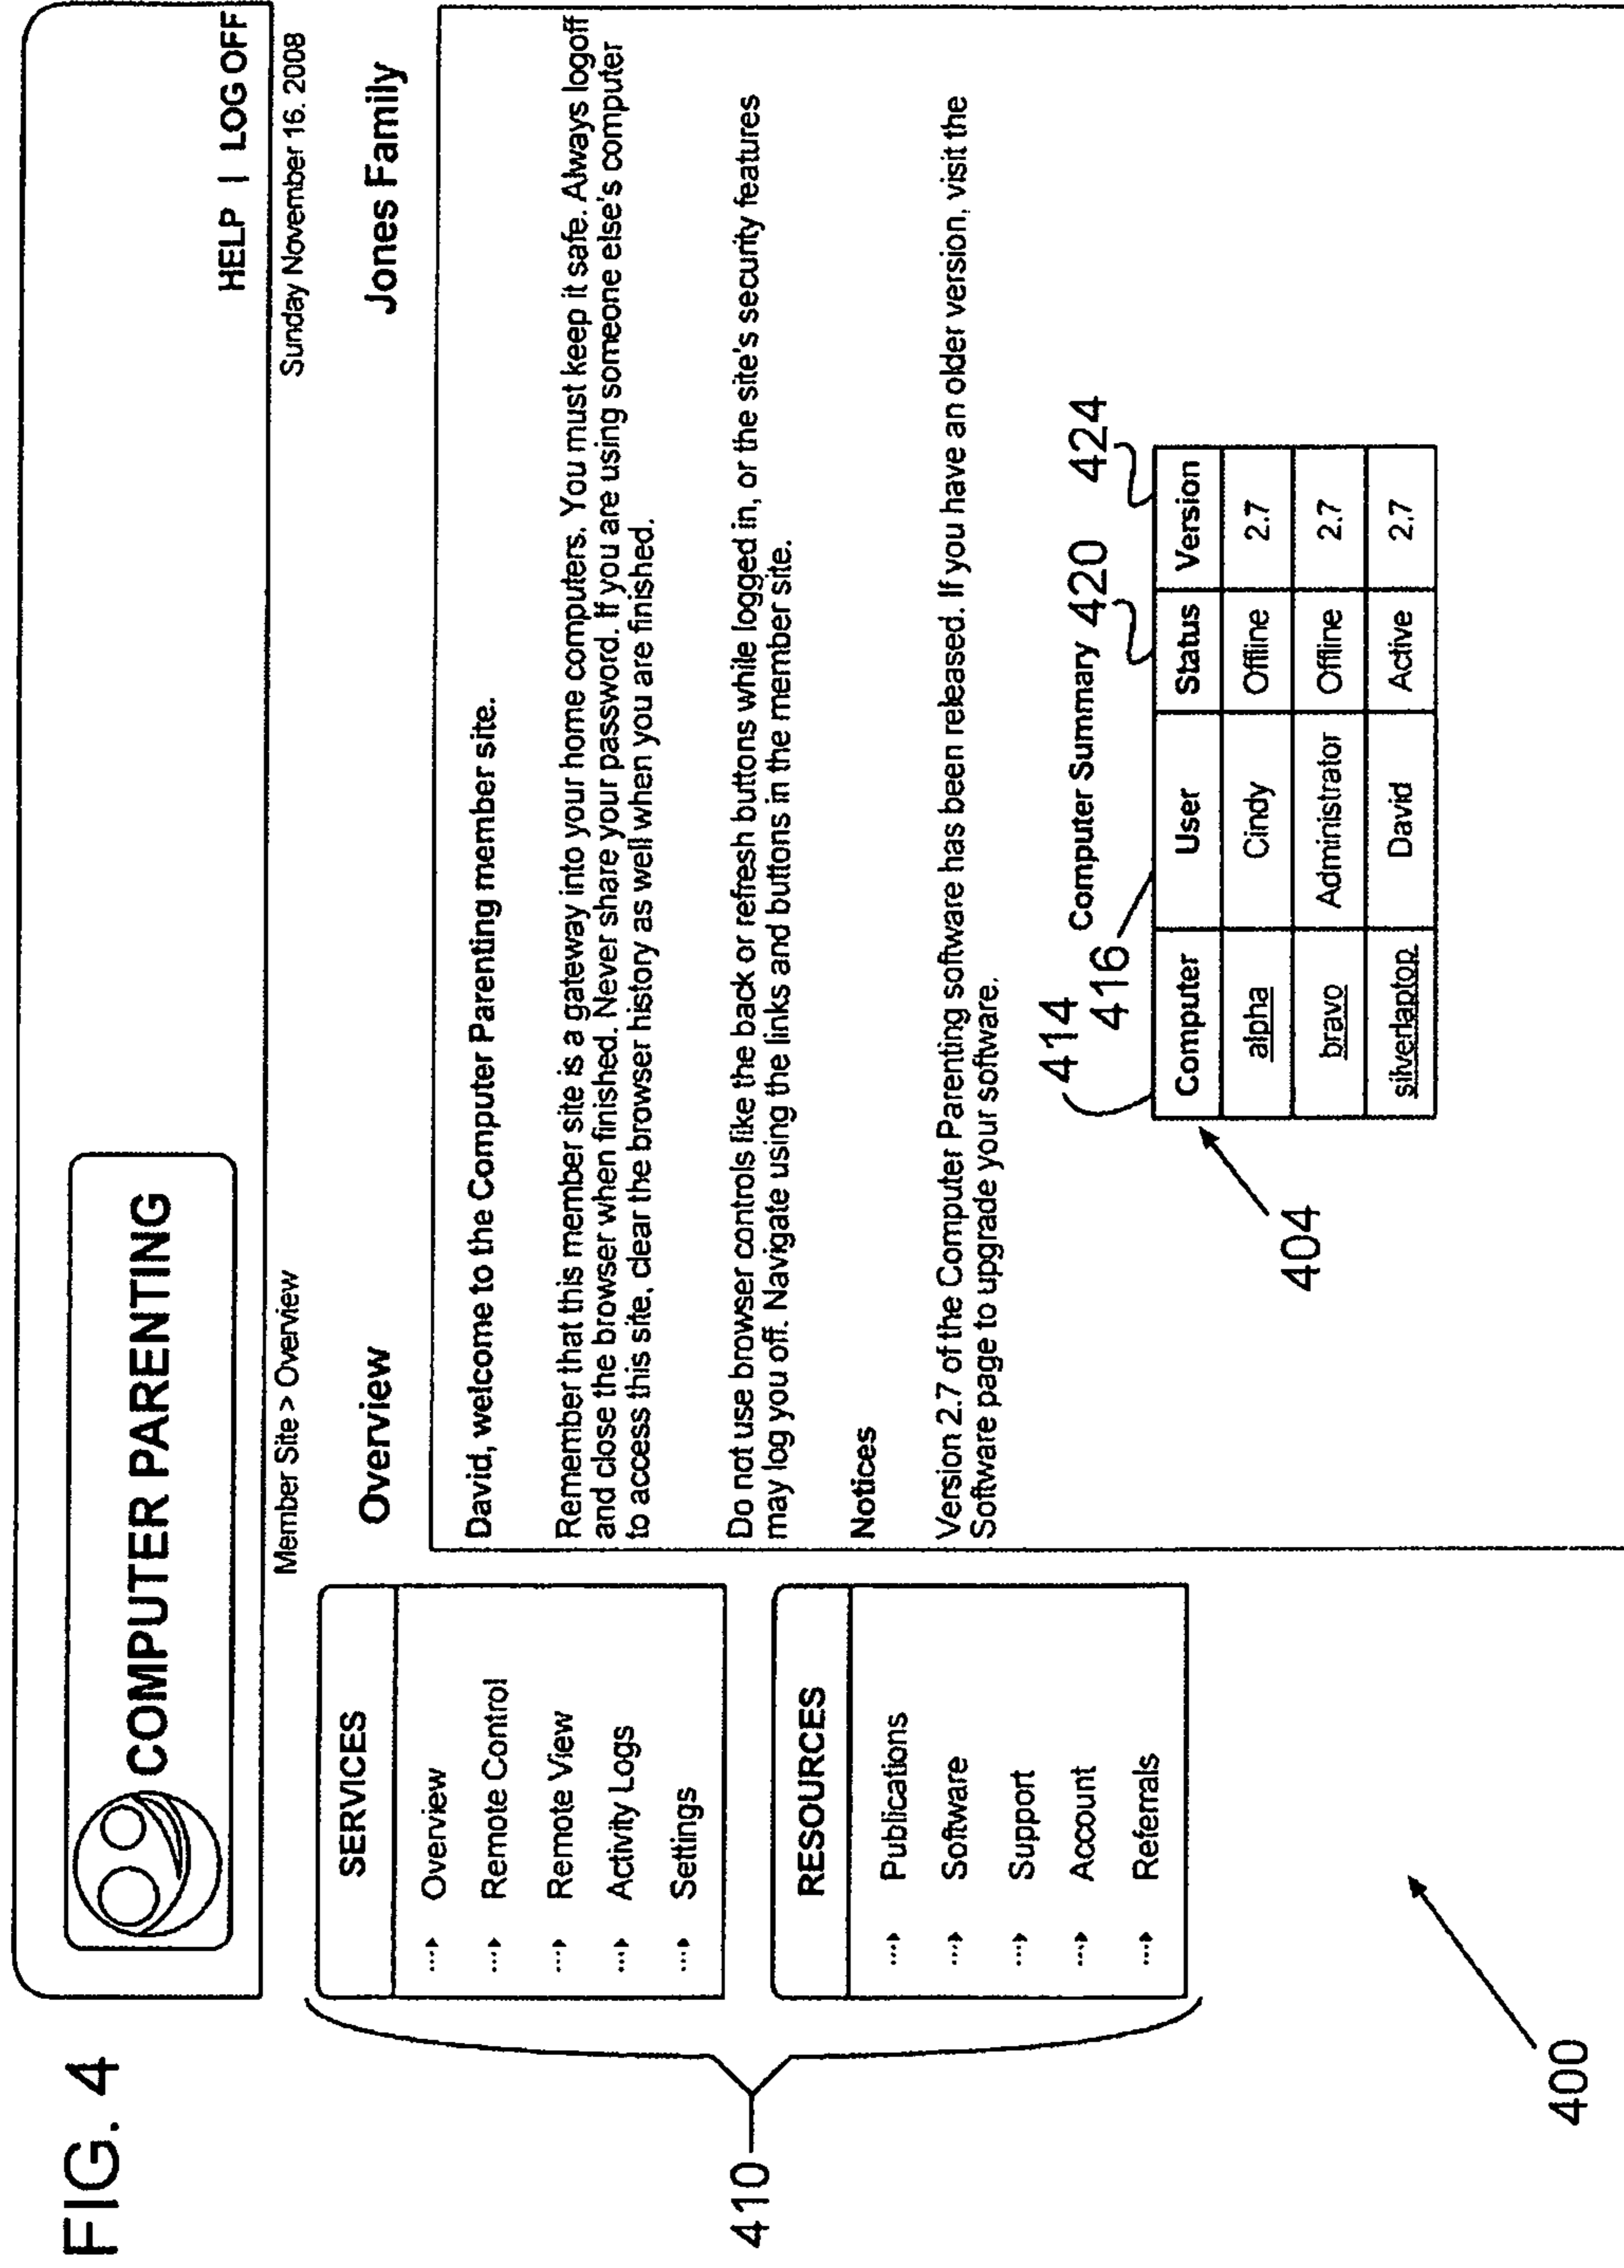 FIG. 4
COMPUTER PARENTING
HELP | LOG OFF
Member Site > Overview
Sunday November 16. 2008
SERVICES
Overview
Remote Control
Remote View
Activity Logs
Settings
RESOURCES
Publications
Software
Support
Account
Referrals
410
400
Overview
Jones Family
David, welcome to the Computer Parenting member site.
Remember that this member site is a gateway into your home computers. You must keep it safe. Always logoff
and close the browser when finished. Never share your password. If you are using someone else's computer
to access this site, clear the browser history as well when you are finished.
Do not use browser controls like the back or refresh buttons while logged in, or the site's security features
may log you off. Navigate using the links and buttons in the member site.
Notices
Version 2.7 of the Computer Parenting software has been released. If you have an older version, visit the
Software page to upgrade your software.
414
416 Computer Summary 420 424
Computer User Status Version
alpha Cindy Offline 2.7
bravo Administrator Offline 2.7
silverlaptop David Active 2.7
404